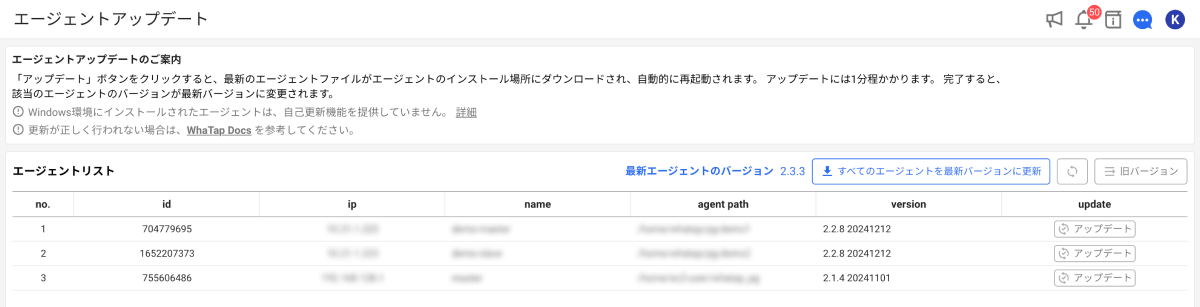 エージェントアップデート
50
K
エージェントアップデートのご案内
「アップデート」ボタンをクリックすると、最新のエージェントファイルがエージェントのインストール場所にダウンロードされ、自動的に再起動されます。 アップデートには1分程かかります。 完了すると、
該当のエージェントのバージョンが最新バージョンに変更されます。
Windows環境にインストールされたエージェントは、自己更新機能を提供していません。 詳細
更新が正しく行われない場合は、WhaTap Docs を参考してください。
エージェントリスト 最新エージェントのバージョン 2.3.3 すべてのエージェントを最新バージョンに更新 旧バージョン
no. id ip name agent path version update
1 704779695 2.2.8 20241212 アップデート
2 1652207373 2.2.8 20241212 アップデート
3 755606486 2.1.4 20241101 アップデート